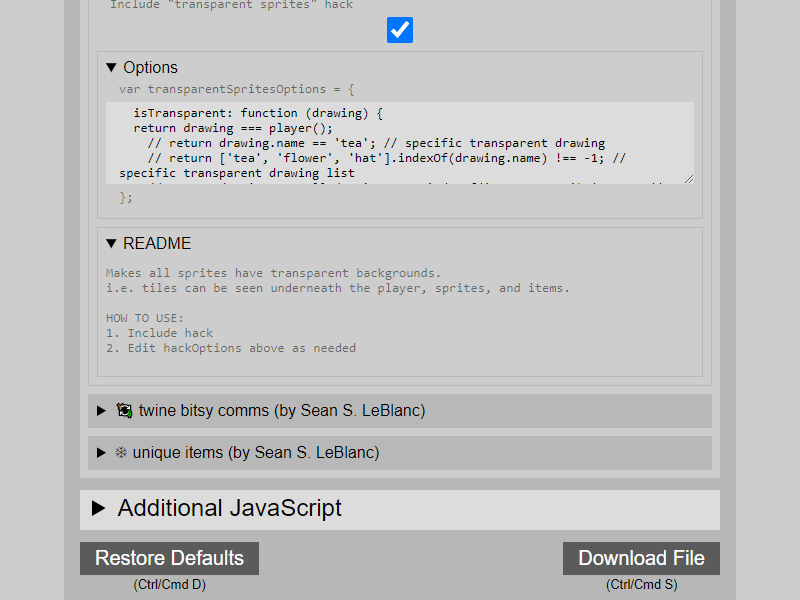 Include "transparent sprites" hack
Options
var transparentSpritesOptions = {
isTransparent: function (drawing) {
return drawing === player();
// return drawing.name == 'tea'; // specific transparent drawing
// return ['tea', 'flower', 'hat'].indexOf(drawing.name) !== -1; //
specific transparent drawing list
};
README
Makes all sprites have transparent backgrounds.
i.e. tiles can be seen underneath the player, sprites, and items.
HOW TO USE:
1. Include hack
2. Edit hackOptions above as needed
twine bitsy comms (by Sean S. LeBlanc)
unique items (by Sean S. LeBlanc)
Additional JavaScript
Restore Defaults
Download File
(Ctrl/Cmd D)
(Ctrl/Cmd S)